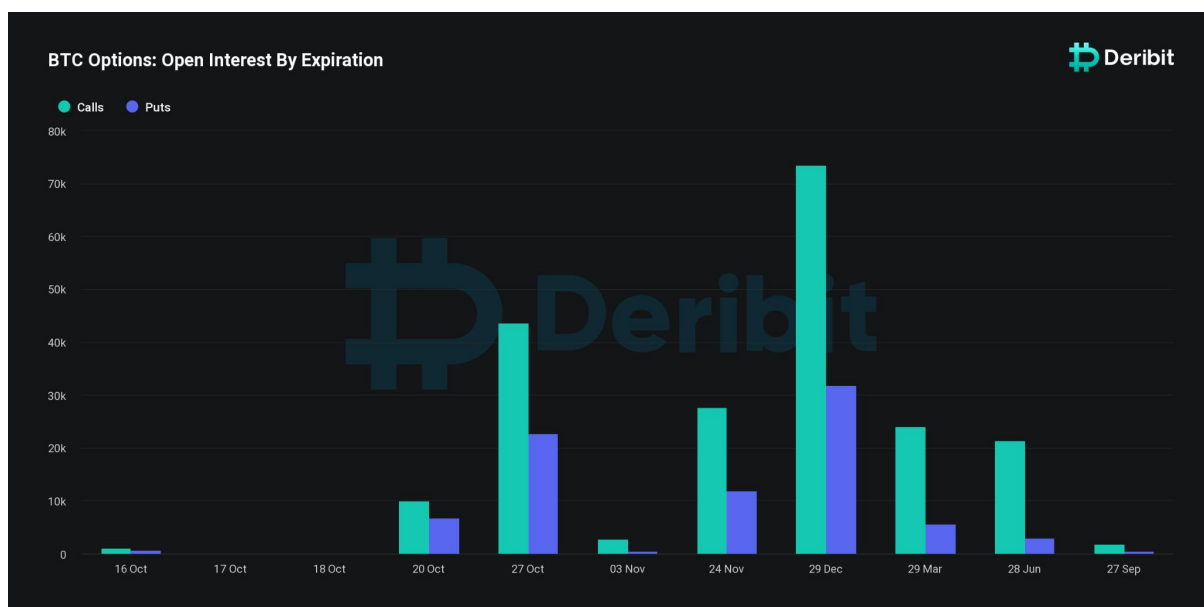 BTC Options: Open Interest By Expiration
Deribit
Calls Puts
80k
70k
60k
50k
40k
30k
20k
10k
0
Deribit
16 Oct 17 Oct 18 Oct 20 Oct 27 Oct 03 Nov 24 Nov 29 Dec 29 Mar 28 Jun 27 Sep